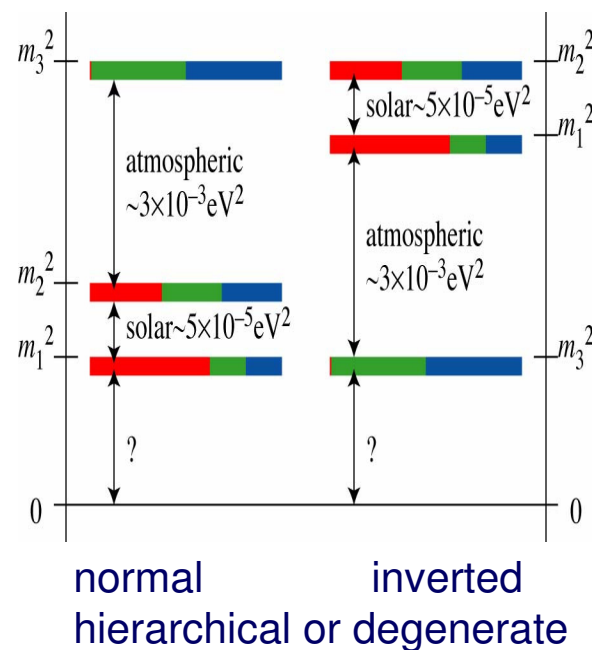 m₃²
atmospheric
~3×10⁻³eV²
m₂²
solar~5×10⁻⁵eV²
m₁²
?
0
m₂²
solar~5×10⁻⁵eV²
m₁²
atmospheric
~3×10⁻³eV²
m₃²
?
0
normal inverted
hierarchical or degenerate